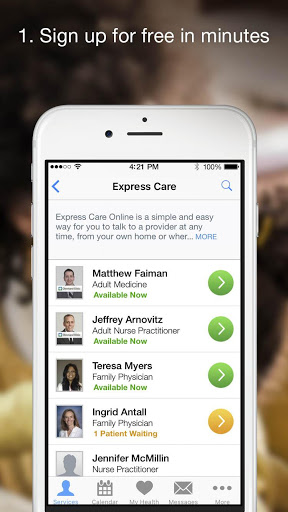 1. Sign up for free in minutes
4:21 PM
100%
Express Care
Express Care Online is a simple and easy
way for you to talk to a provider at any
time, from your own home or wher... MORE
Matthew Faiman
Adult Medicine
Available Now
Jeffrey Arnovitz
Adult Nurse Practitioner
Available Now
Teresa Myers
Family Physician
Available Now
Ingrid Antall
Family Physician
1 Patient Waiting
Jennifer McMillin
Nurse Practitioner
Services
Calendar
My Health
Messages
More